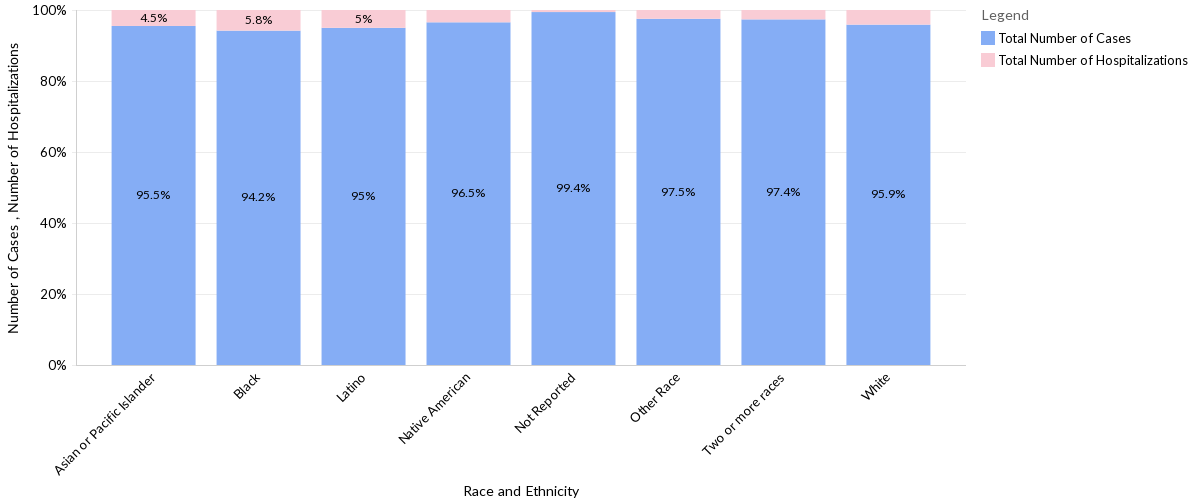 Legend
Total Number of Cases
Total Number of Hospitalizations
Number of Cases , Number of Hospitalizations
100%
80%
60%
40%
20%
0%
4.5%
5.8%
5%
95.5%
94.2%
95%
96.5%
99.4%
97.5%
97.4%
95.9%
Asian or Pacific Islander
Black
Latino
Native American
Not Reported
Other Race
Two or more races
White
Race and Ethnicity